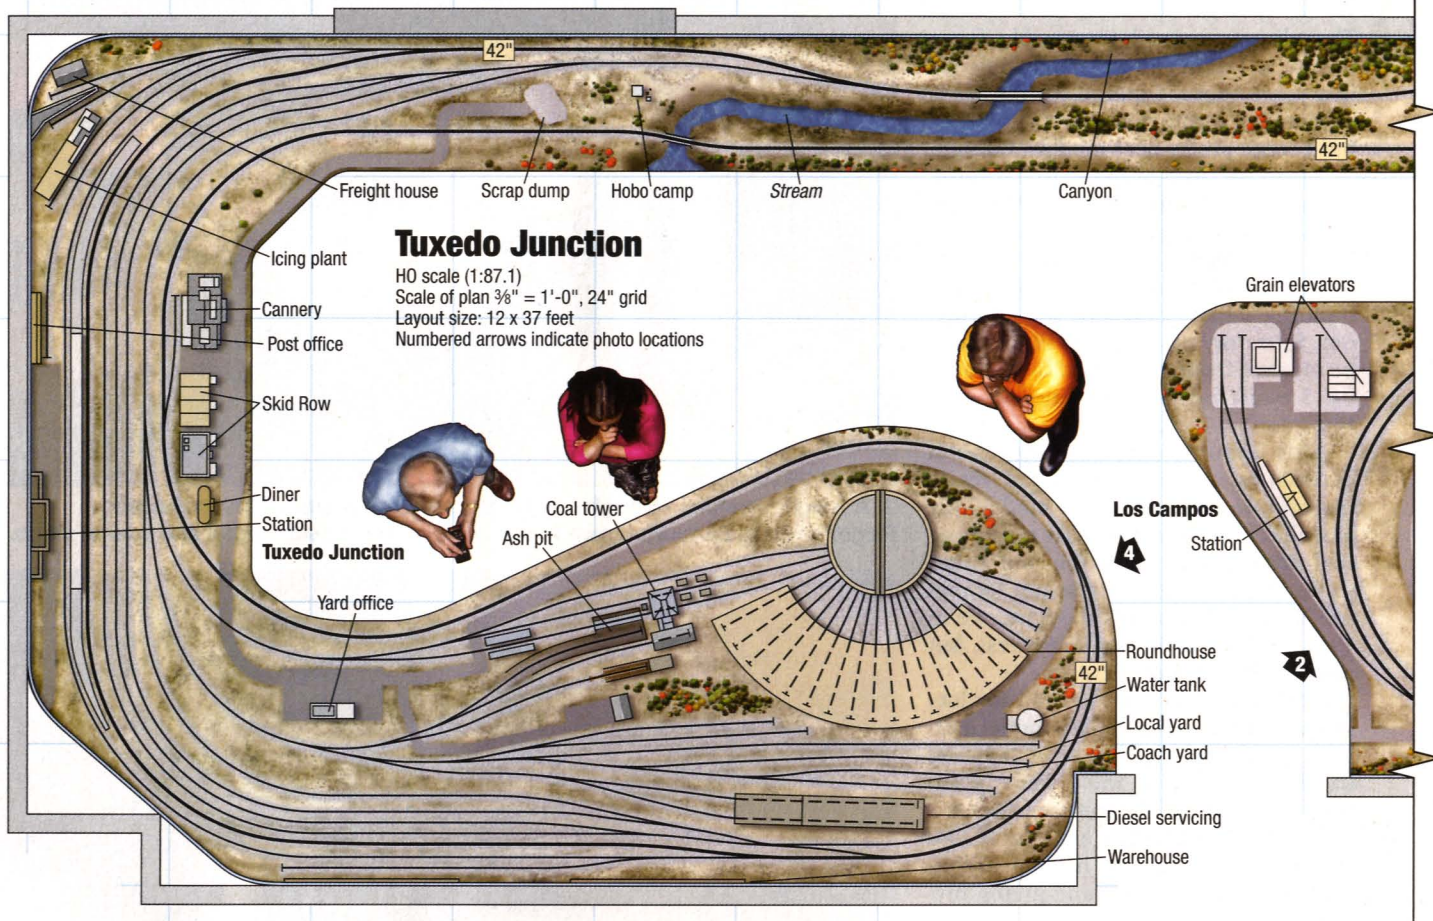 42"
42"
Freight house
Scrap dump
Hobo camp
Stream
Canyon
Tuxedo Junction
HO scale (1:87.1)
Scale of plan ⅜" = 1'-0", 24" grid
Layout size: 12 x 37 feet
Numbered arrows indicate photo locations
Icing plant
Cannery
Post office
Skid Row
Diner
Station
Tuxedo Junction
Yard office
Ash pit
Coal tower
Grain elevators
Los Campos
Station
4
2
Roundhouse
42"
Water tank
Local yard
Coach yard
Diesel servicing
Warehouse